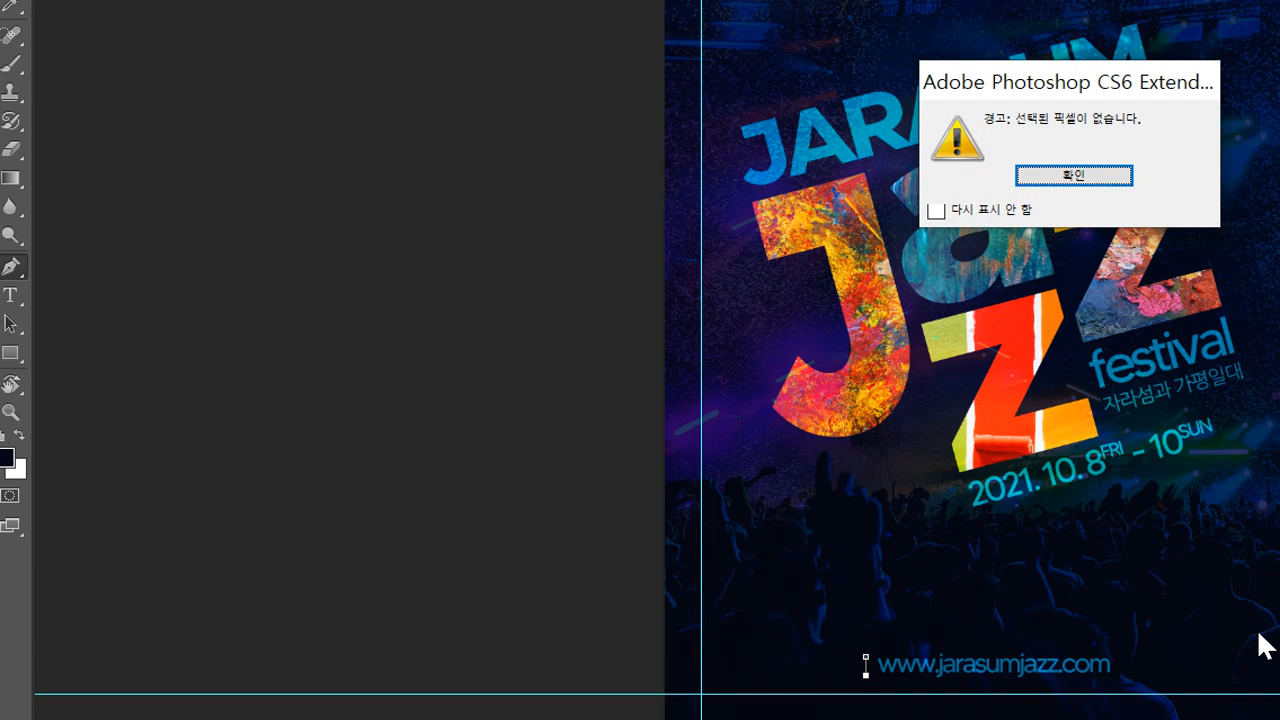 Adobe Photoshop CS6 Extend...
경고: 선택된 픽셀이 없습니다.
확인
다시 표시 안 함
JARA
UM
Jazz
festival
자라섬과 가평일대
2021.10.8FRI - 10SUN
www.jarasumjazz.com
T